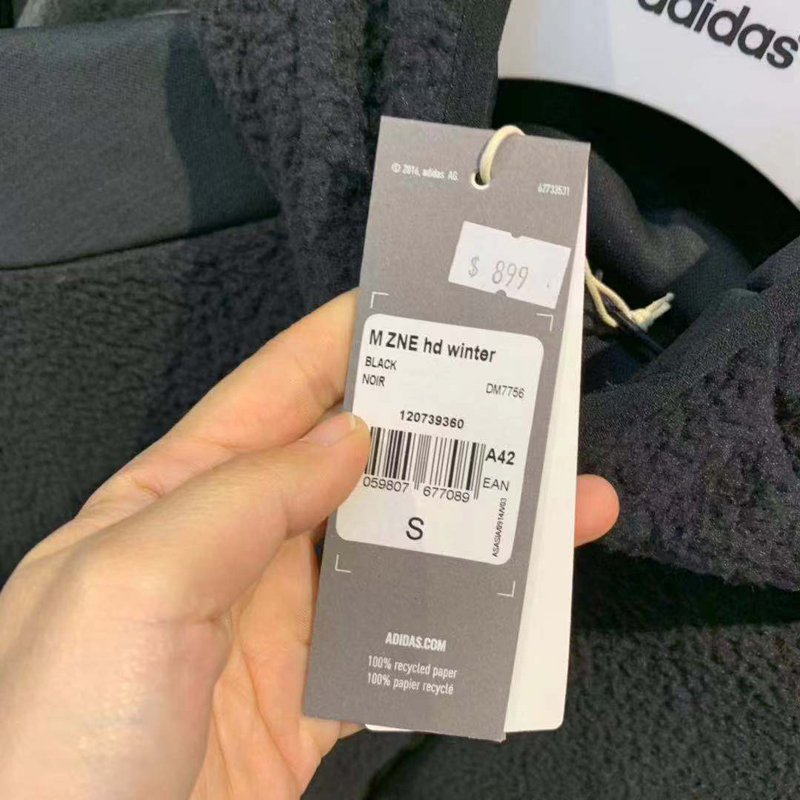 adidas
© 2016, adidas AG.
62733531
$ 899
M ZNE hd winter
BLACK
NOIR
DM7756
120739360
A42
059807 677089
EAN
S
ADIDAS.COM
100% recycled paper
100% papier recyclé